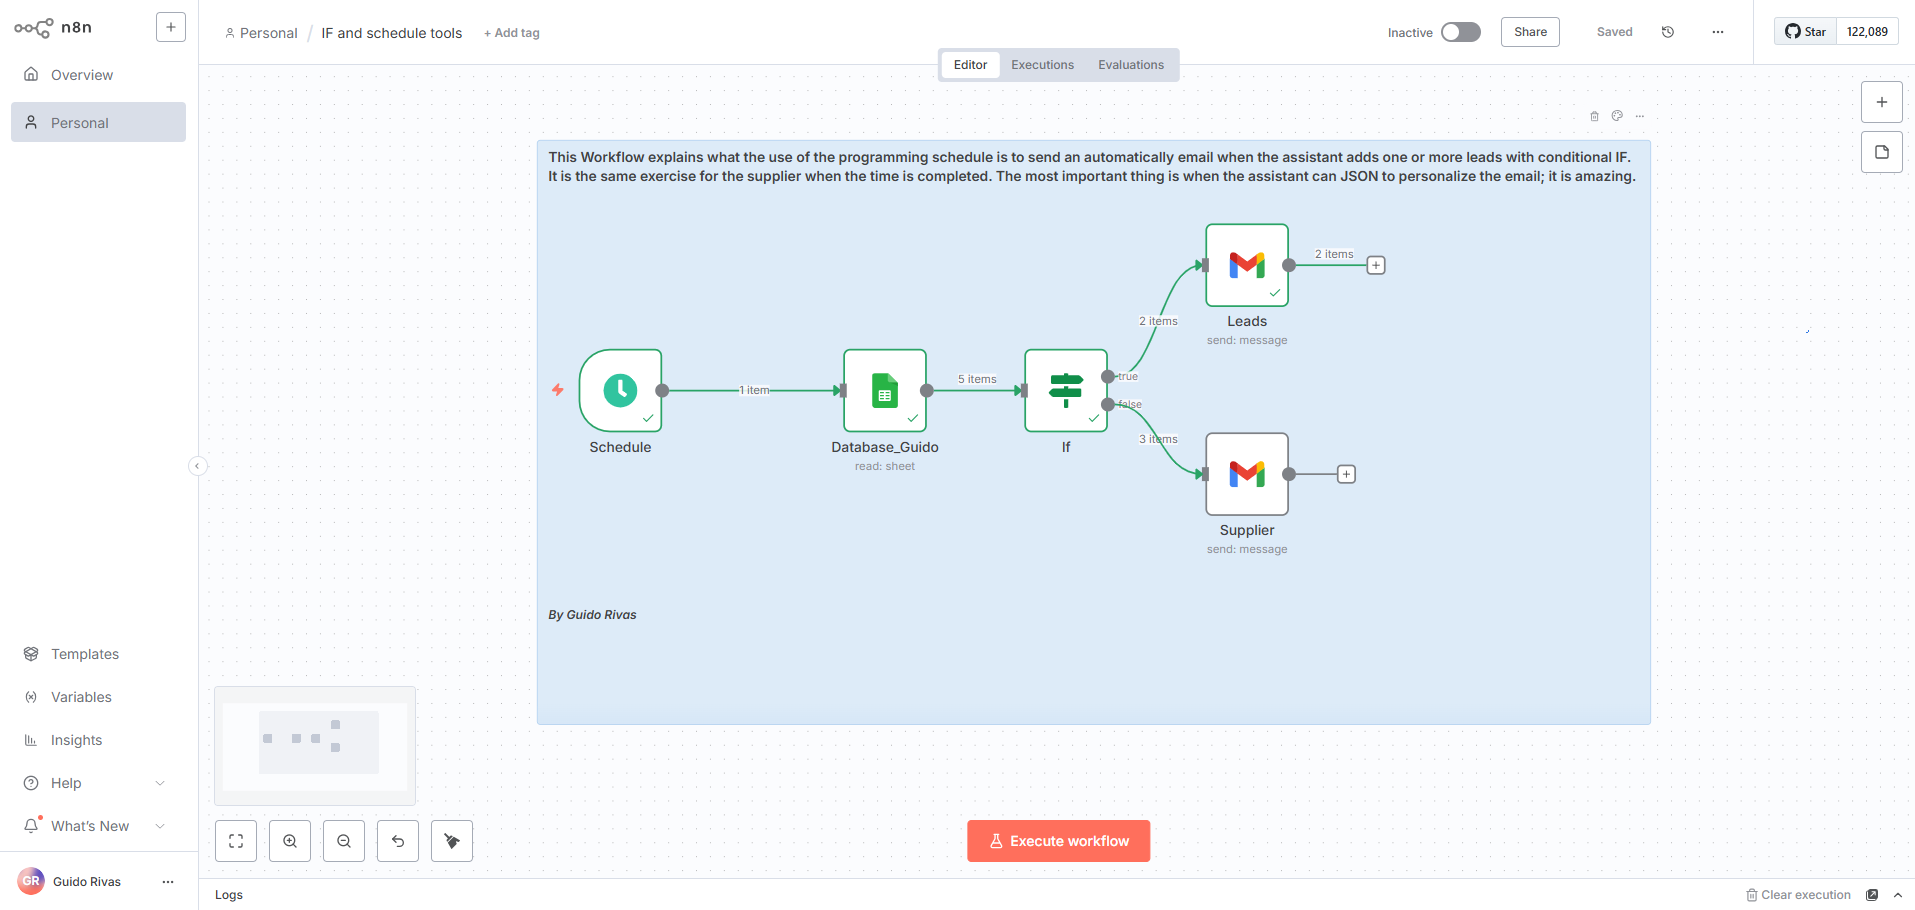 n8n
Overview
Personal
Personal / IF and schedule tools + Add tag
Inactive
Share
Saved
Star 122,089
Editor Executions Evaluations
This Workflow explains what the use of the programming schedule is to send an automatically email when the assistant adds one or more leads with conditional IF.
It is the same exercise for the supplier when the time is completed. The most important thing is when the assistant can JSON to personalize the email; it is amazing.
2 items
2 items
Leads
send: message
1 item
5 items
true
false
3 items
Schedule
Database_Guido
read: sheet
If
Supplier
send: message
By Guido Rivas
Templates
Variables
Insights
Help
What's New
Execute workflow
GR Guido Rivas
Logs
Clear execution